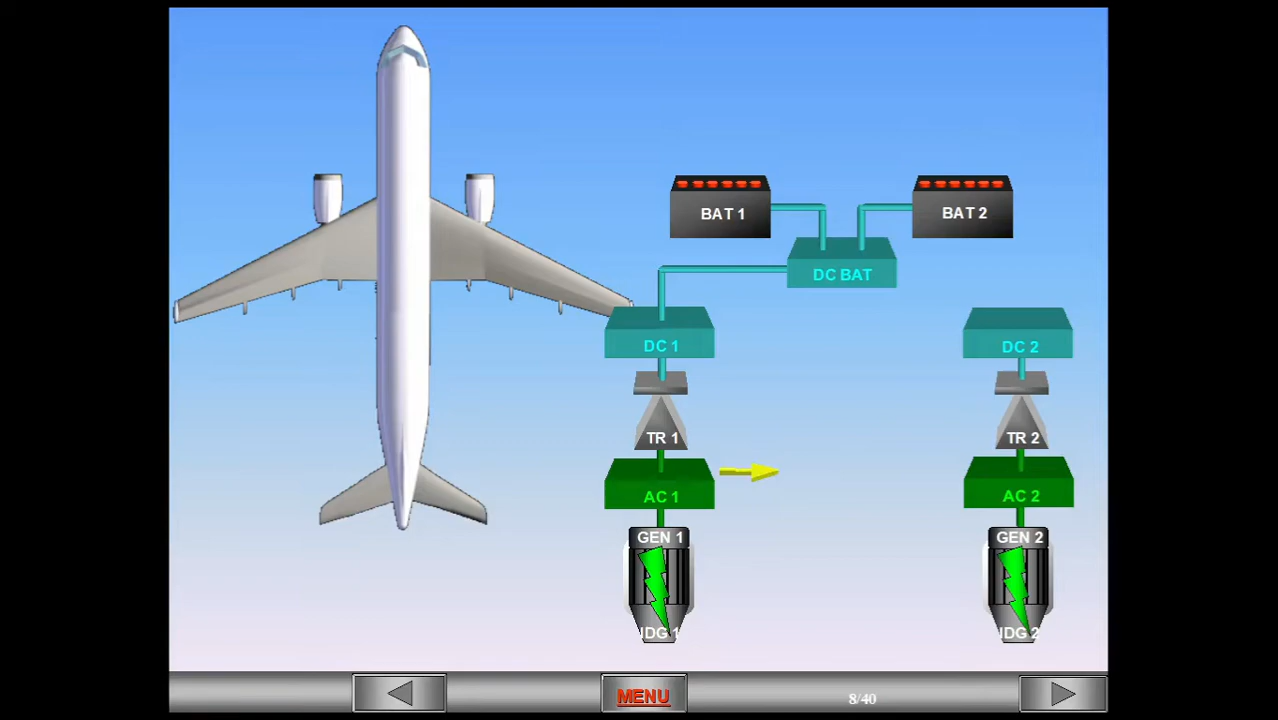 BAT 1
BAT 2
DC BAT
DC 1
DC 2
TR 1
TR 2
AC 1
AC 2
GEN 1
GEN 2
IDG 1
IDG 2
MENU
8/40